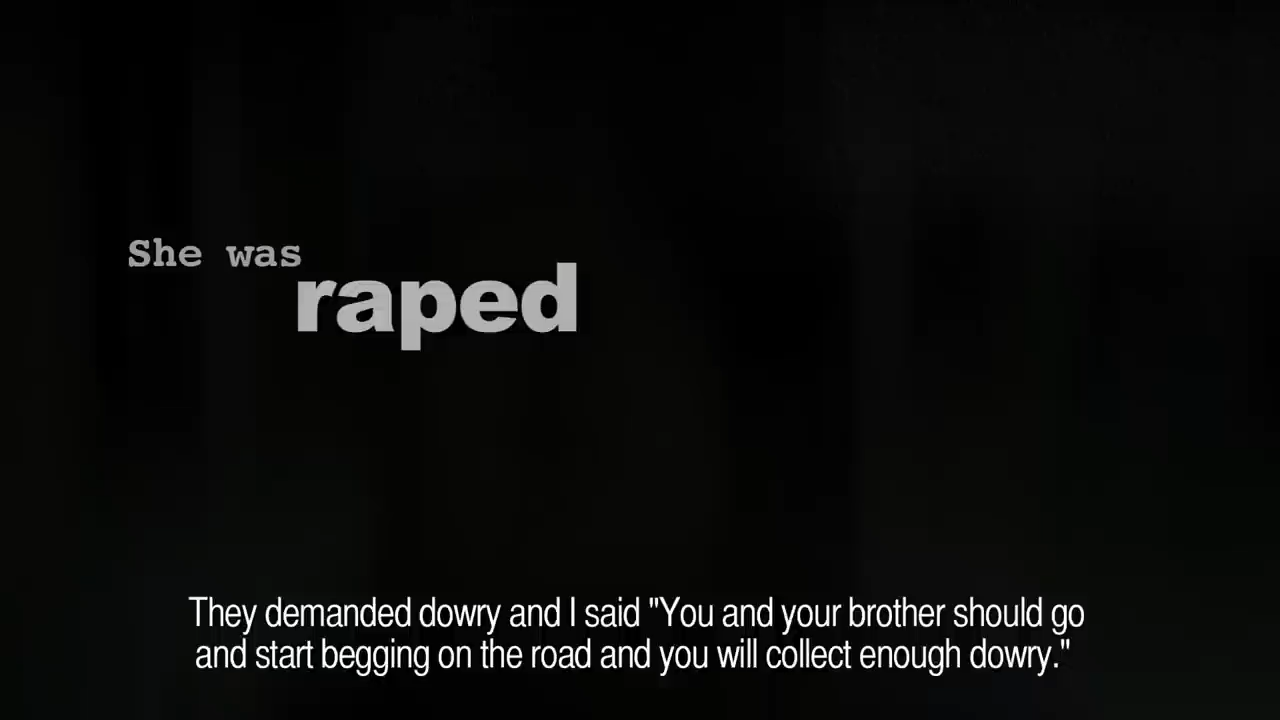 She was
raped
They demanded dowry and I said "You and your brother should go
and start begging on the road and you will collect enough dowry."